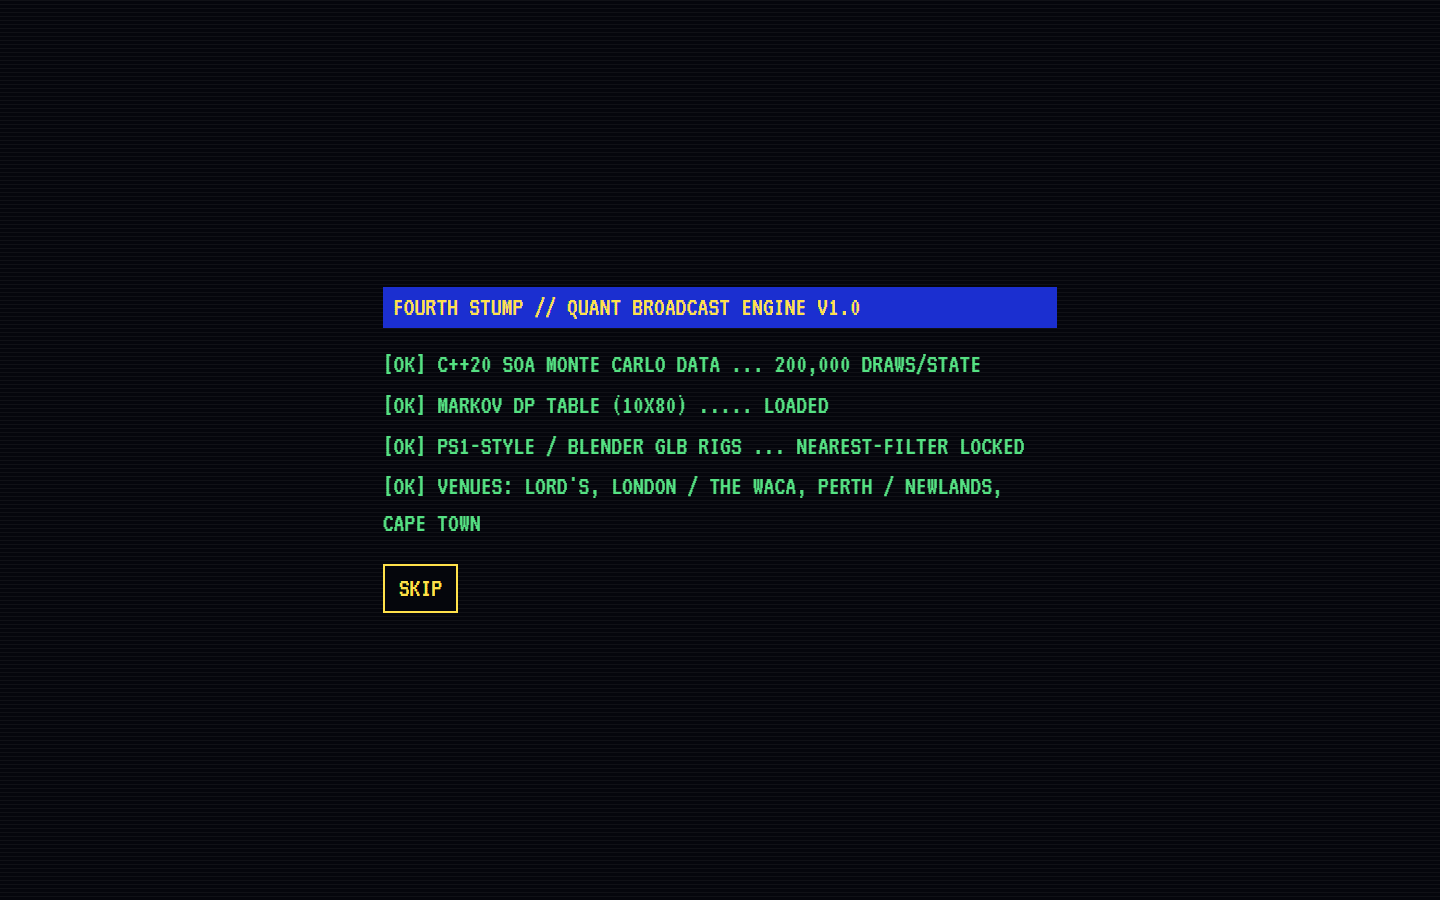 FOURTH STUMP // QUANT BROADCAST ENGINE V1.0
[OK] C++20 SOA MONTE CARLO DATA ... 200,000 DRAWS/STATE
[OK] MARKOV DP TABLE (10X80) ..... LOADED
[OK] PS1-STYLE / BLENDER GLB RIGS ... NEAREST-FILTER LOCKED
[OK] VENUES: LORD'S, LONDON / THE WACA, PERTH / NEWLANDS,
CAPE TOWN
SKIP